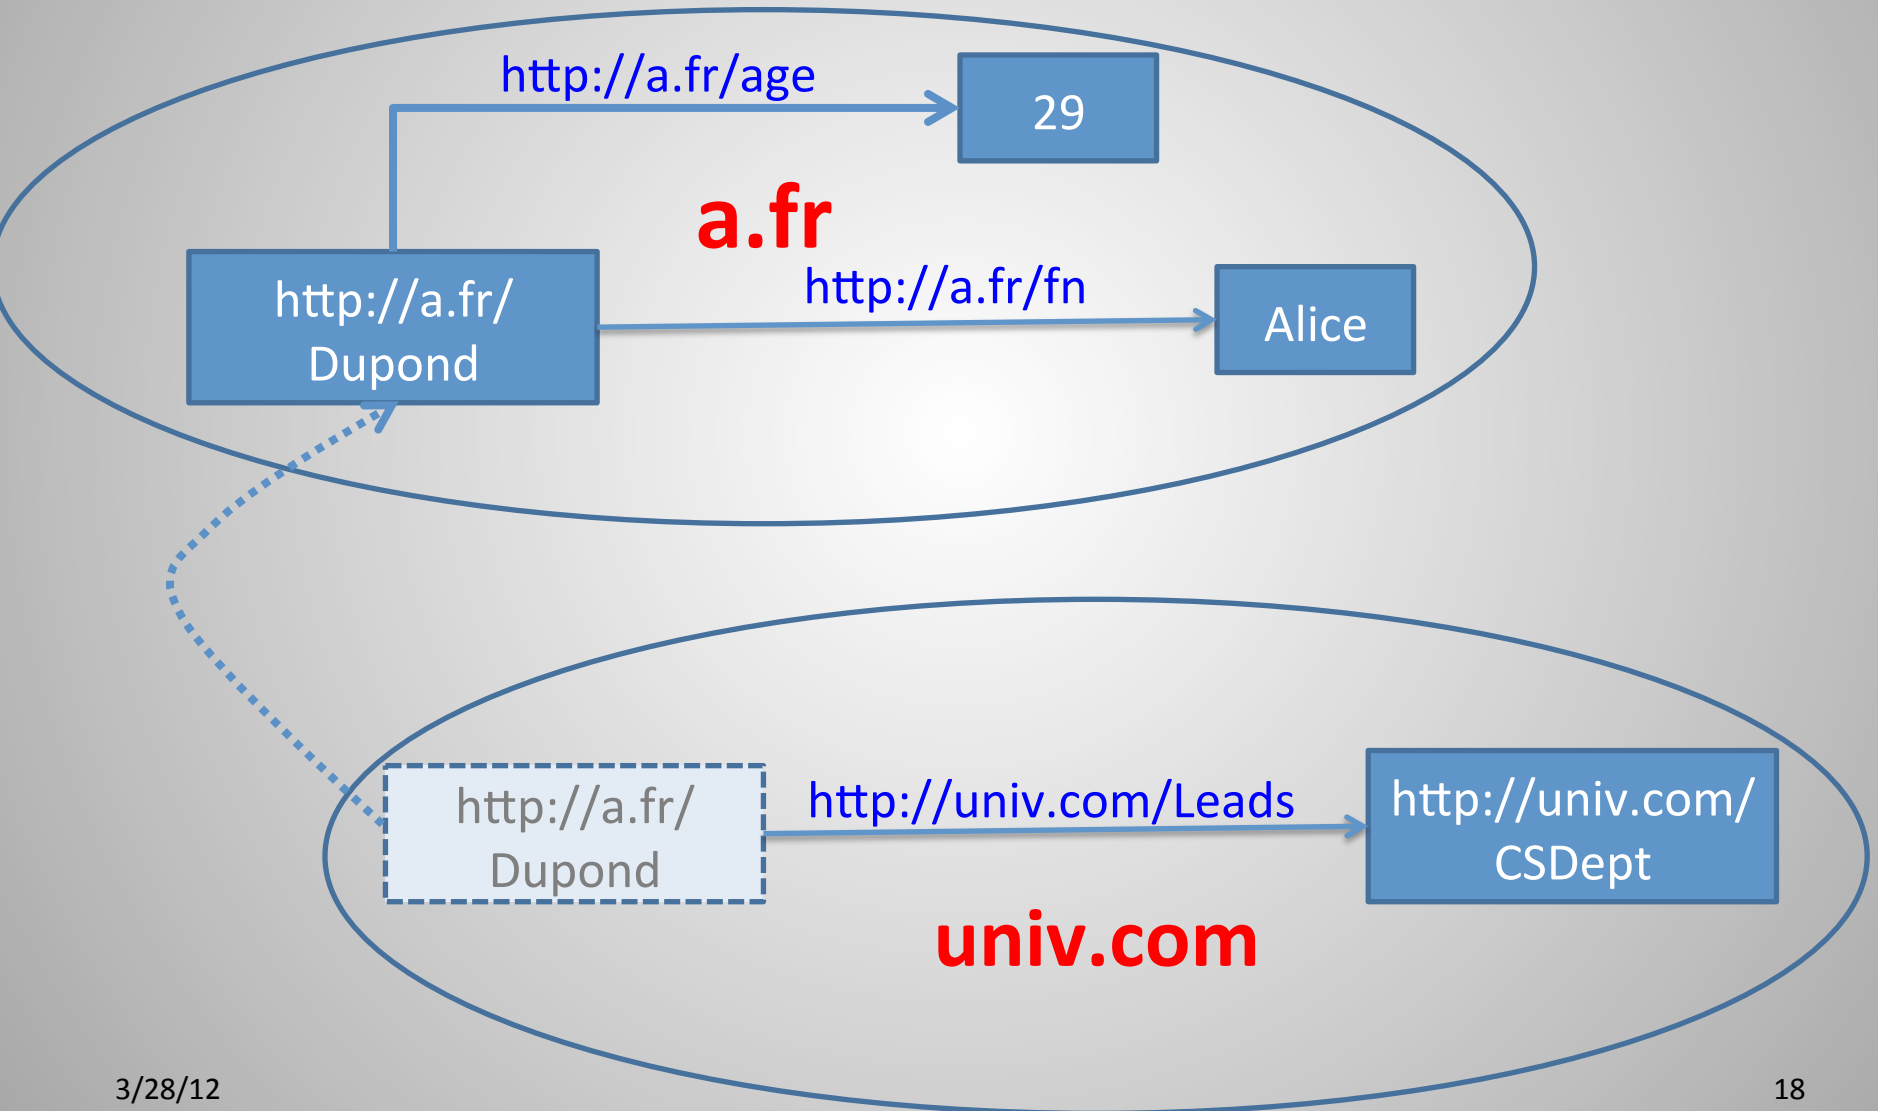 http://a.fr/age
29
a.fr
http://a.fr/
Dupond
http://a.fr/fn
Alice
http://a.fr/
Dupond
http://univ.com/Leads
http://univ.com/
CSDept
univ.com
3/28/12
18